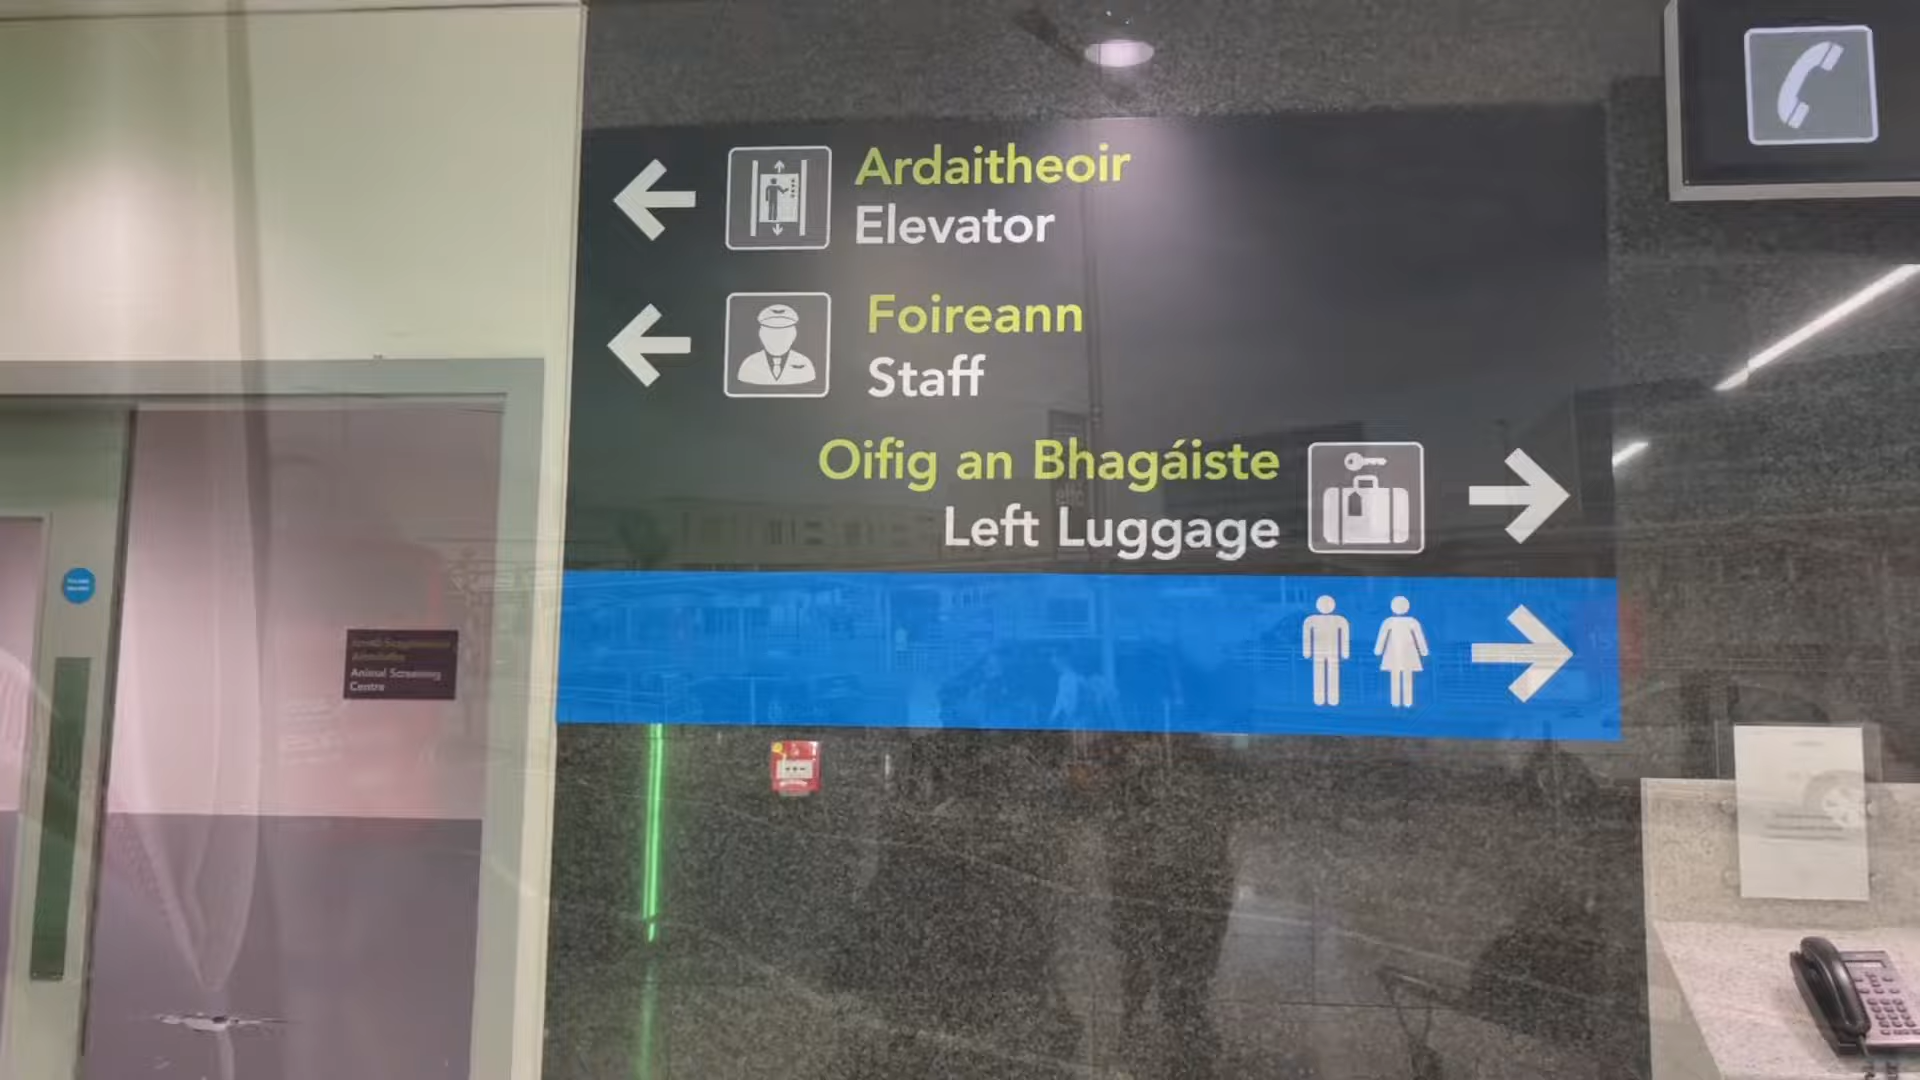 Ardaitheoir
Elevator
Foireann
Staff
Oifig an Bhagáiste
Left Luggage
Animal Screening
Centre